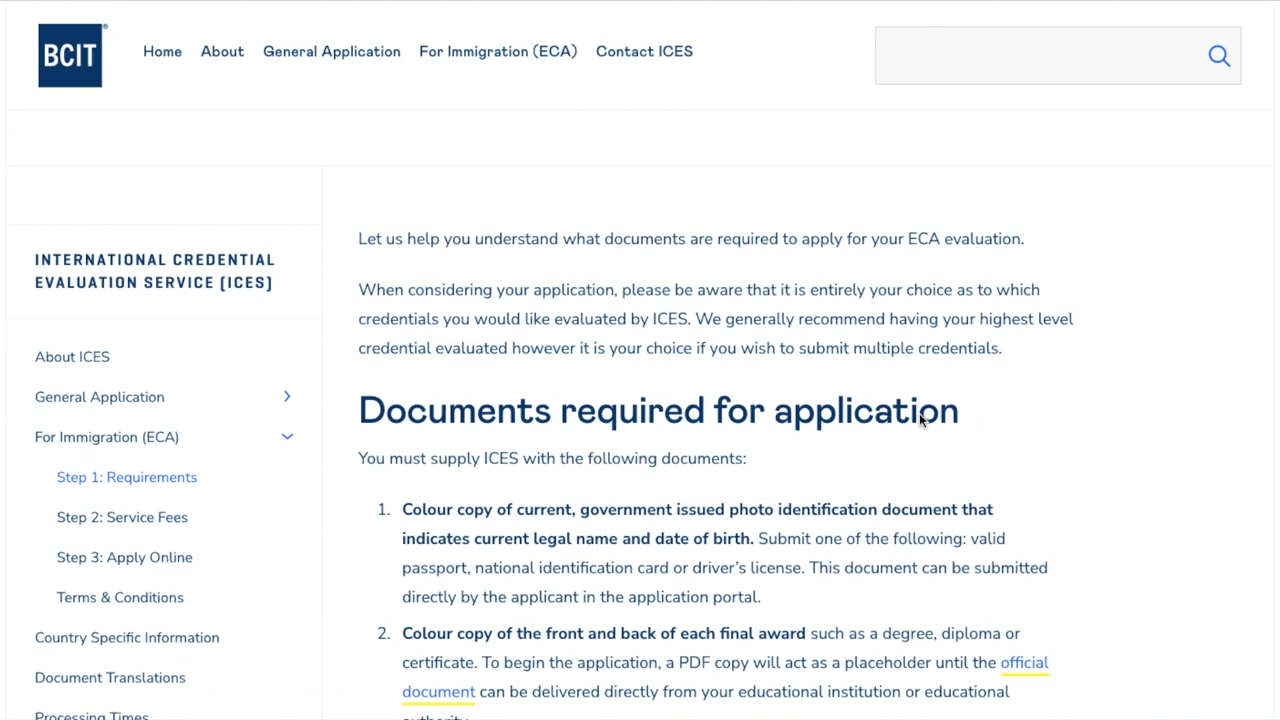 BCIT
Home About General Application For Immigration (ECA) Contact ICES
INTERNATIONAL CREDENTIAL
EVALUATION SERVICE (ICES)
About ICES
General Application
For Immigration (ECA)
Step 1: Requirements
Step 2: Service Fees
Step 3: Apply Online
Terms & Conditions
Country Specific Information
Document Translations
Processing Times
Let us help you understand what documents are required to apply for your ECA evaluation.
When considering your application, please be aware that it is entirely your choice as to which
credentials you would like evaluated by ICES. We generally recommend having your highest level
credential evaluated however it is your choice if you wish to submit multiple credentials.
Documents required for application
You must supply ICES with the following documents:
1. Colour copy of current, government issued photo identification document that
indicates current legal name and date of birth. Submit one of the following: valid
passport, national identification card or driver's license. This document can be submitted
directly by the applicant in the application portal.
2. Colour copy of the front and back of each final award such as a degree, diploma or
certificate. To begin the application, a PDF copy will act as a placeholder until the official
document can be delivered directly from your educational institution or educational
authority.